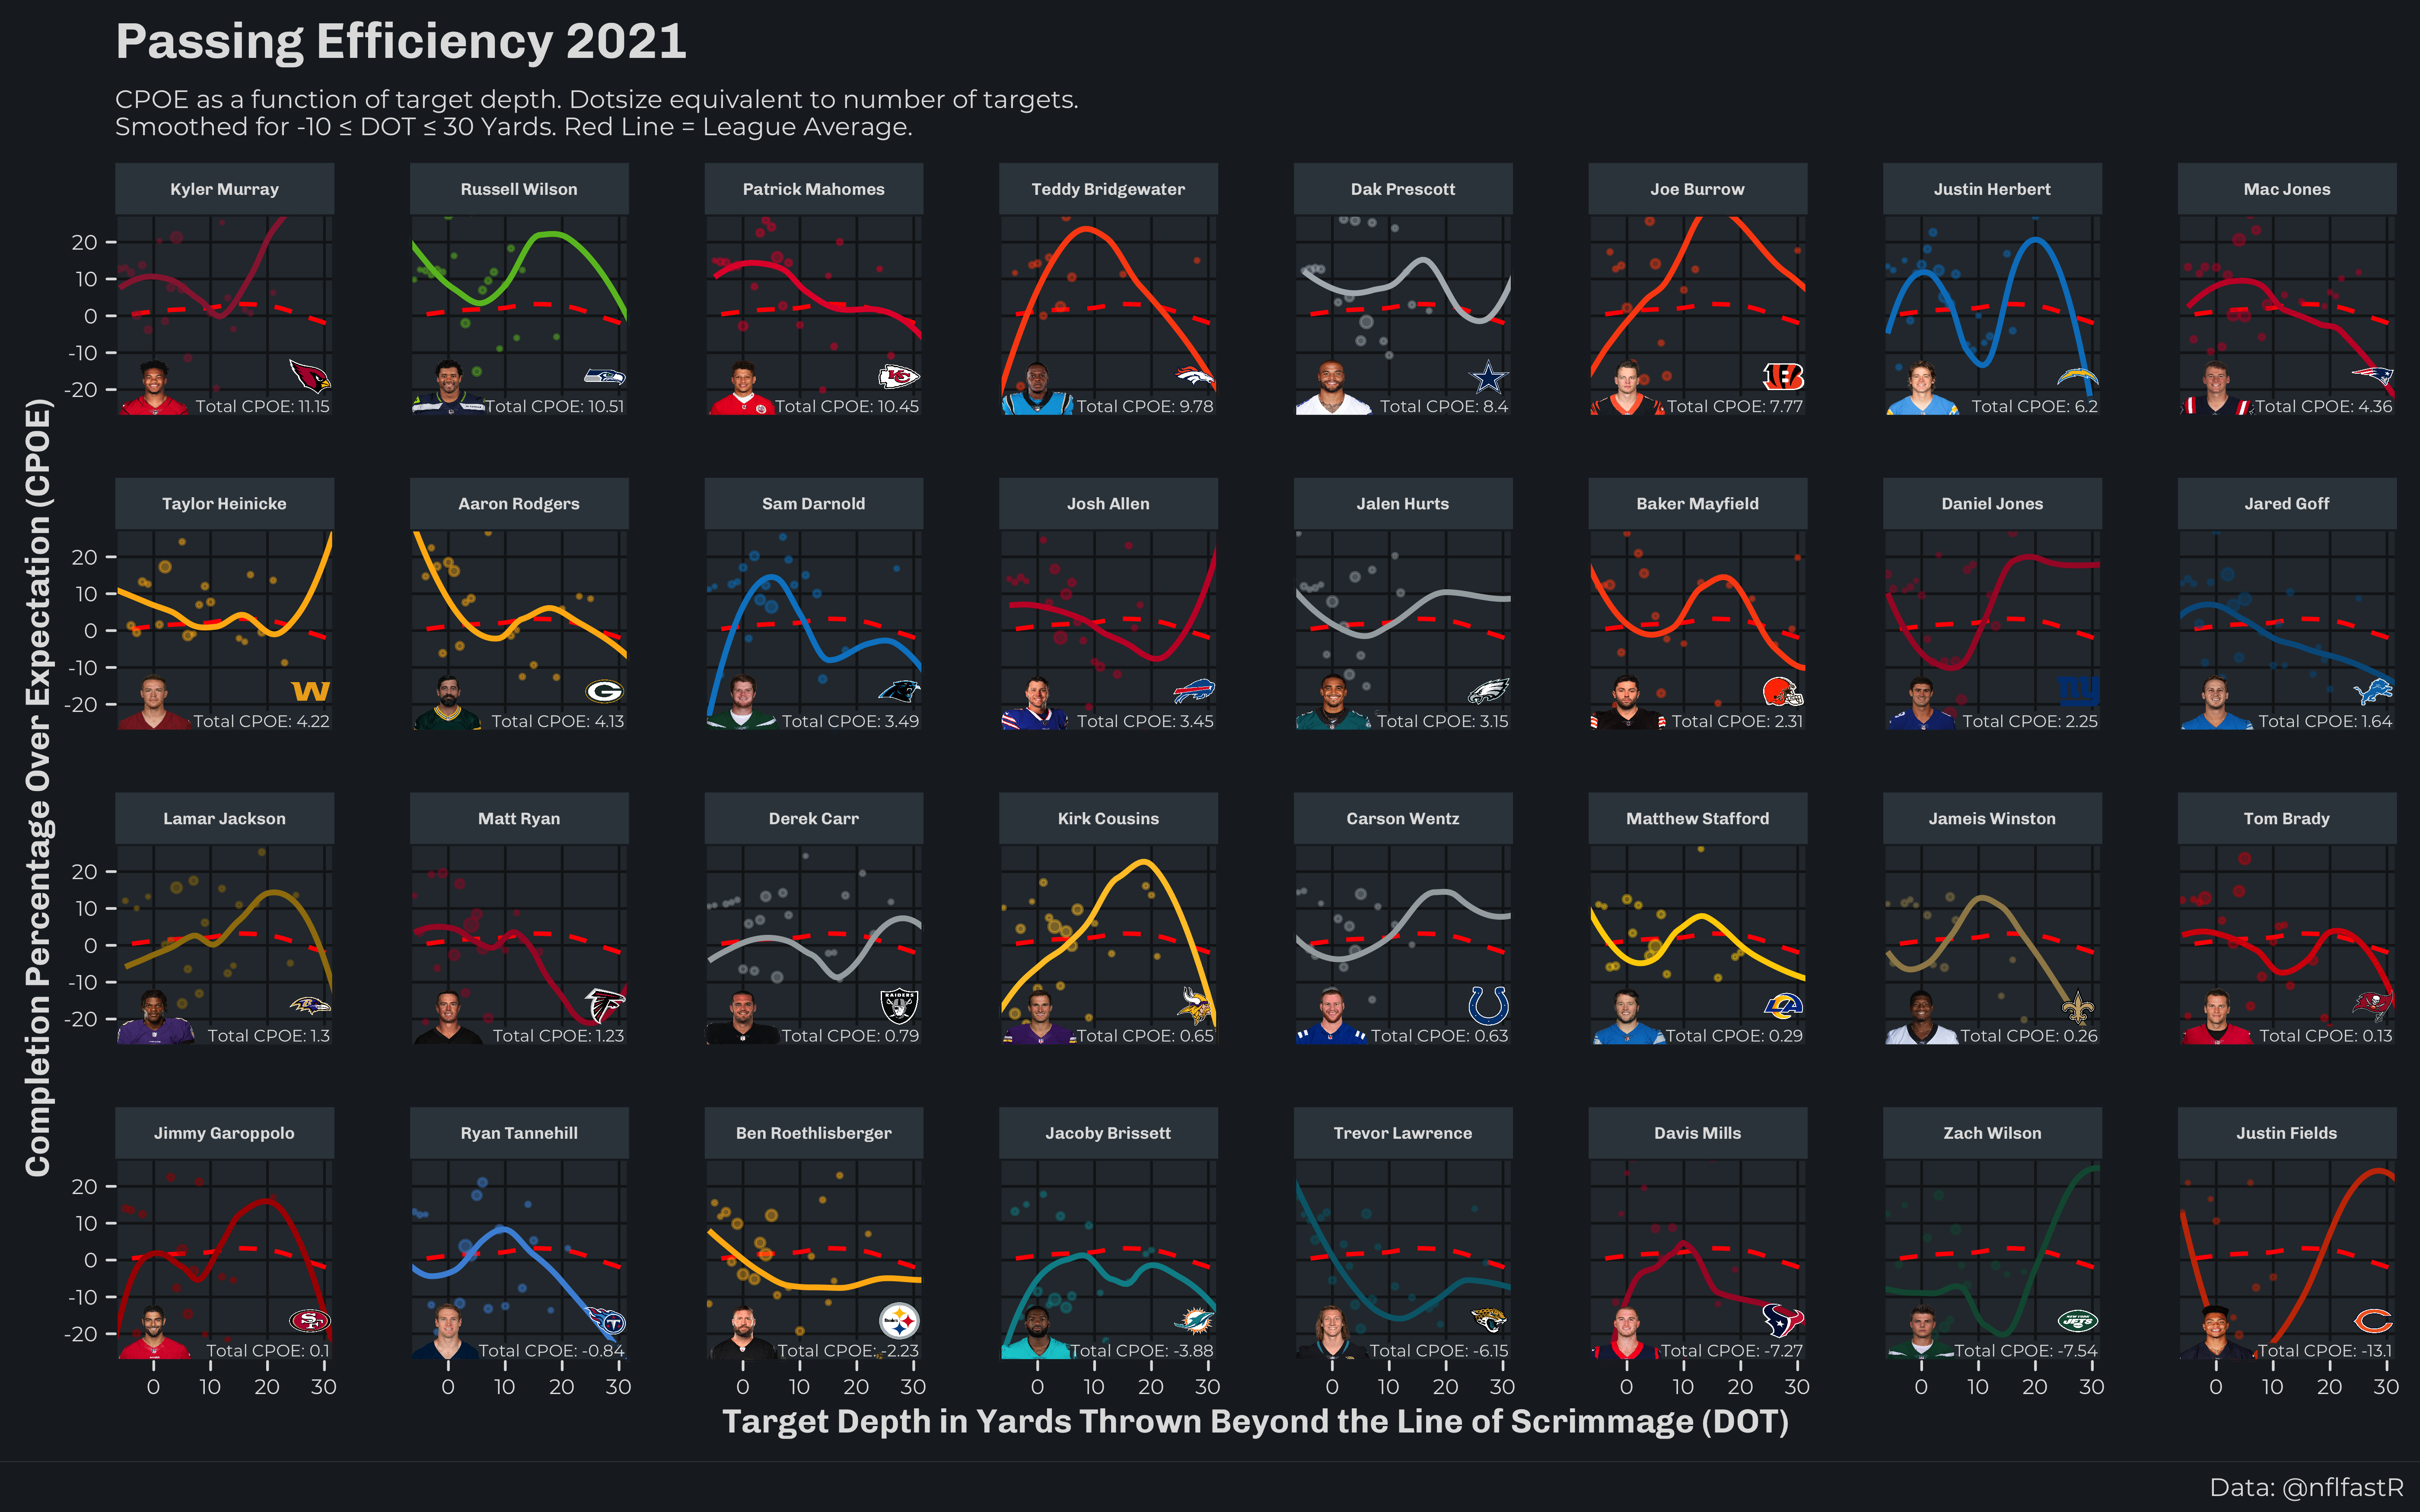 Passing Efficiency 2021
CPOE as a function of target depth. Dotsize equivalent to number of targets.
Smoothed for -10 ≤ DOT ≤ 30 Yards. Red Line = League Average.
Completion Percentage Over Expectation (CPOE)
Kyler Murray Russell Wilson Patrick Mahomes Teddy Bridgewater Dak Prescott Joe Burrow Justin Herbert Mac Jones
20
10
0
-10
-20
Total CPOE: 11.15 Total CPOE: 10.51 Total CPOE: 10.45 Total CPOE: 9.78 Total CPOE: 8.4 Total CPOE: 7.77 Total CPOE: 6.2 Total CPOE: 4.36
Taylor Heinicke Aaron Rodgers Sam Darnold Josh Allen Jalen Hurts Baker Mayfield Daniel Jones Jared Goff
20
10
0
-10
W G ny
-20
Total CPOE: 4.22 Total CPOE: 4.13 Total CPOE: 3.49 Total CPOE: 3.45 Total CPOE: 3.15 Total CPOE: 2.31 Total CPOE: 2.25 Total CPOE: 1.64
Lamar Jackson Matt Ryan Derek Carr Kirk Cousins Carson Wentz Matthew Stafford Jameis Winston Tom Brady
20
10
0
-10
RAIDERS
-20
Total CPOE: 1.3 Total CPOE: 1.23 Total CPOE: 0.79 Total CPOE: 0.65 Total CPOE: 0.63 Total CPOE: 0.29 Total CPOE: 0.26 Total CPOE: 0.13
Jimmy Garoppolo Ryan Tannehill Ben Roethlisberger Jacoby Brissett Trevor Lawrence Davis Mills Zach Wilson Justin Fields
20
10
0
-10
SF Steelers JETS
-20
Total CPOE: 0.1 Total CPOE: -0.84 Total CPOE: -2.23 Total CPOE: -3.88 Total CPOE: -6.15 Total CPOE: -7.27 Total CPOE: -7.54 Total CPOE: -13.1
0 10 20 30 0 10 20 30 0 10 20 30 0 10 20 30 0 10 20 30 0 10 20 30 0 10 20 30 0 10 20 30
Target Depth in Yards Thrown Beyond the Line of Scrimmage (DOT)
Data: @nflfastR